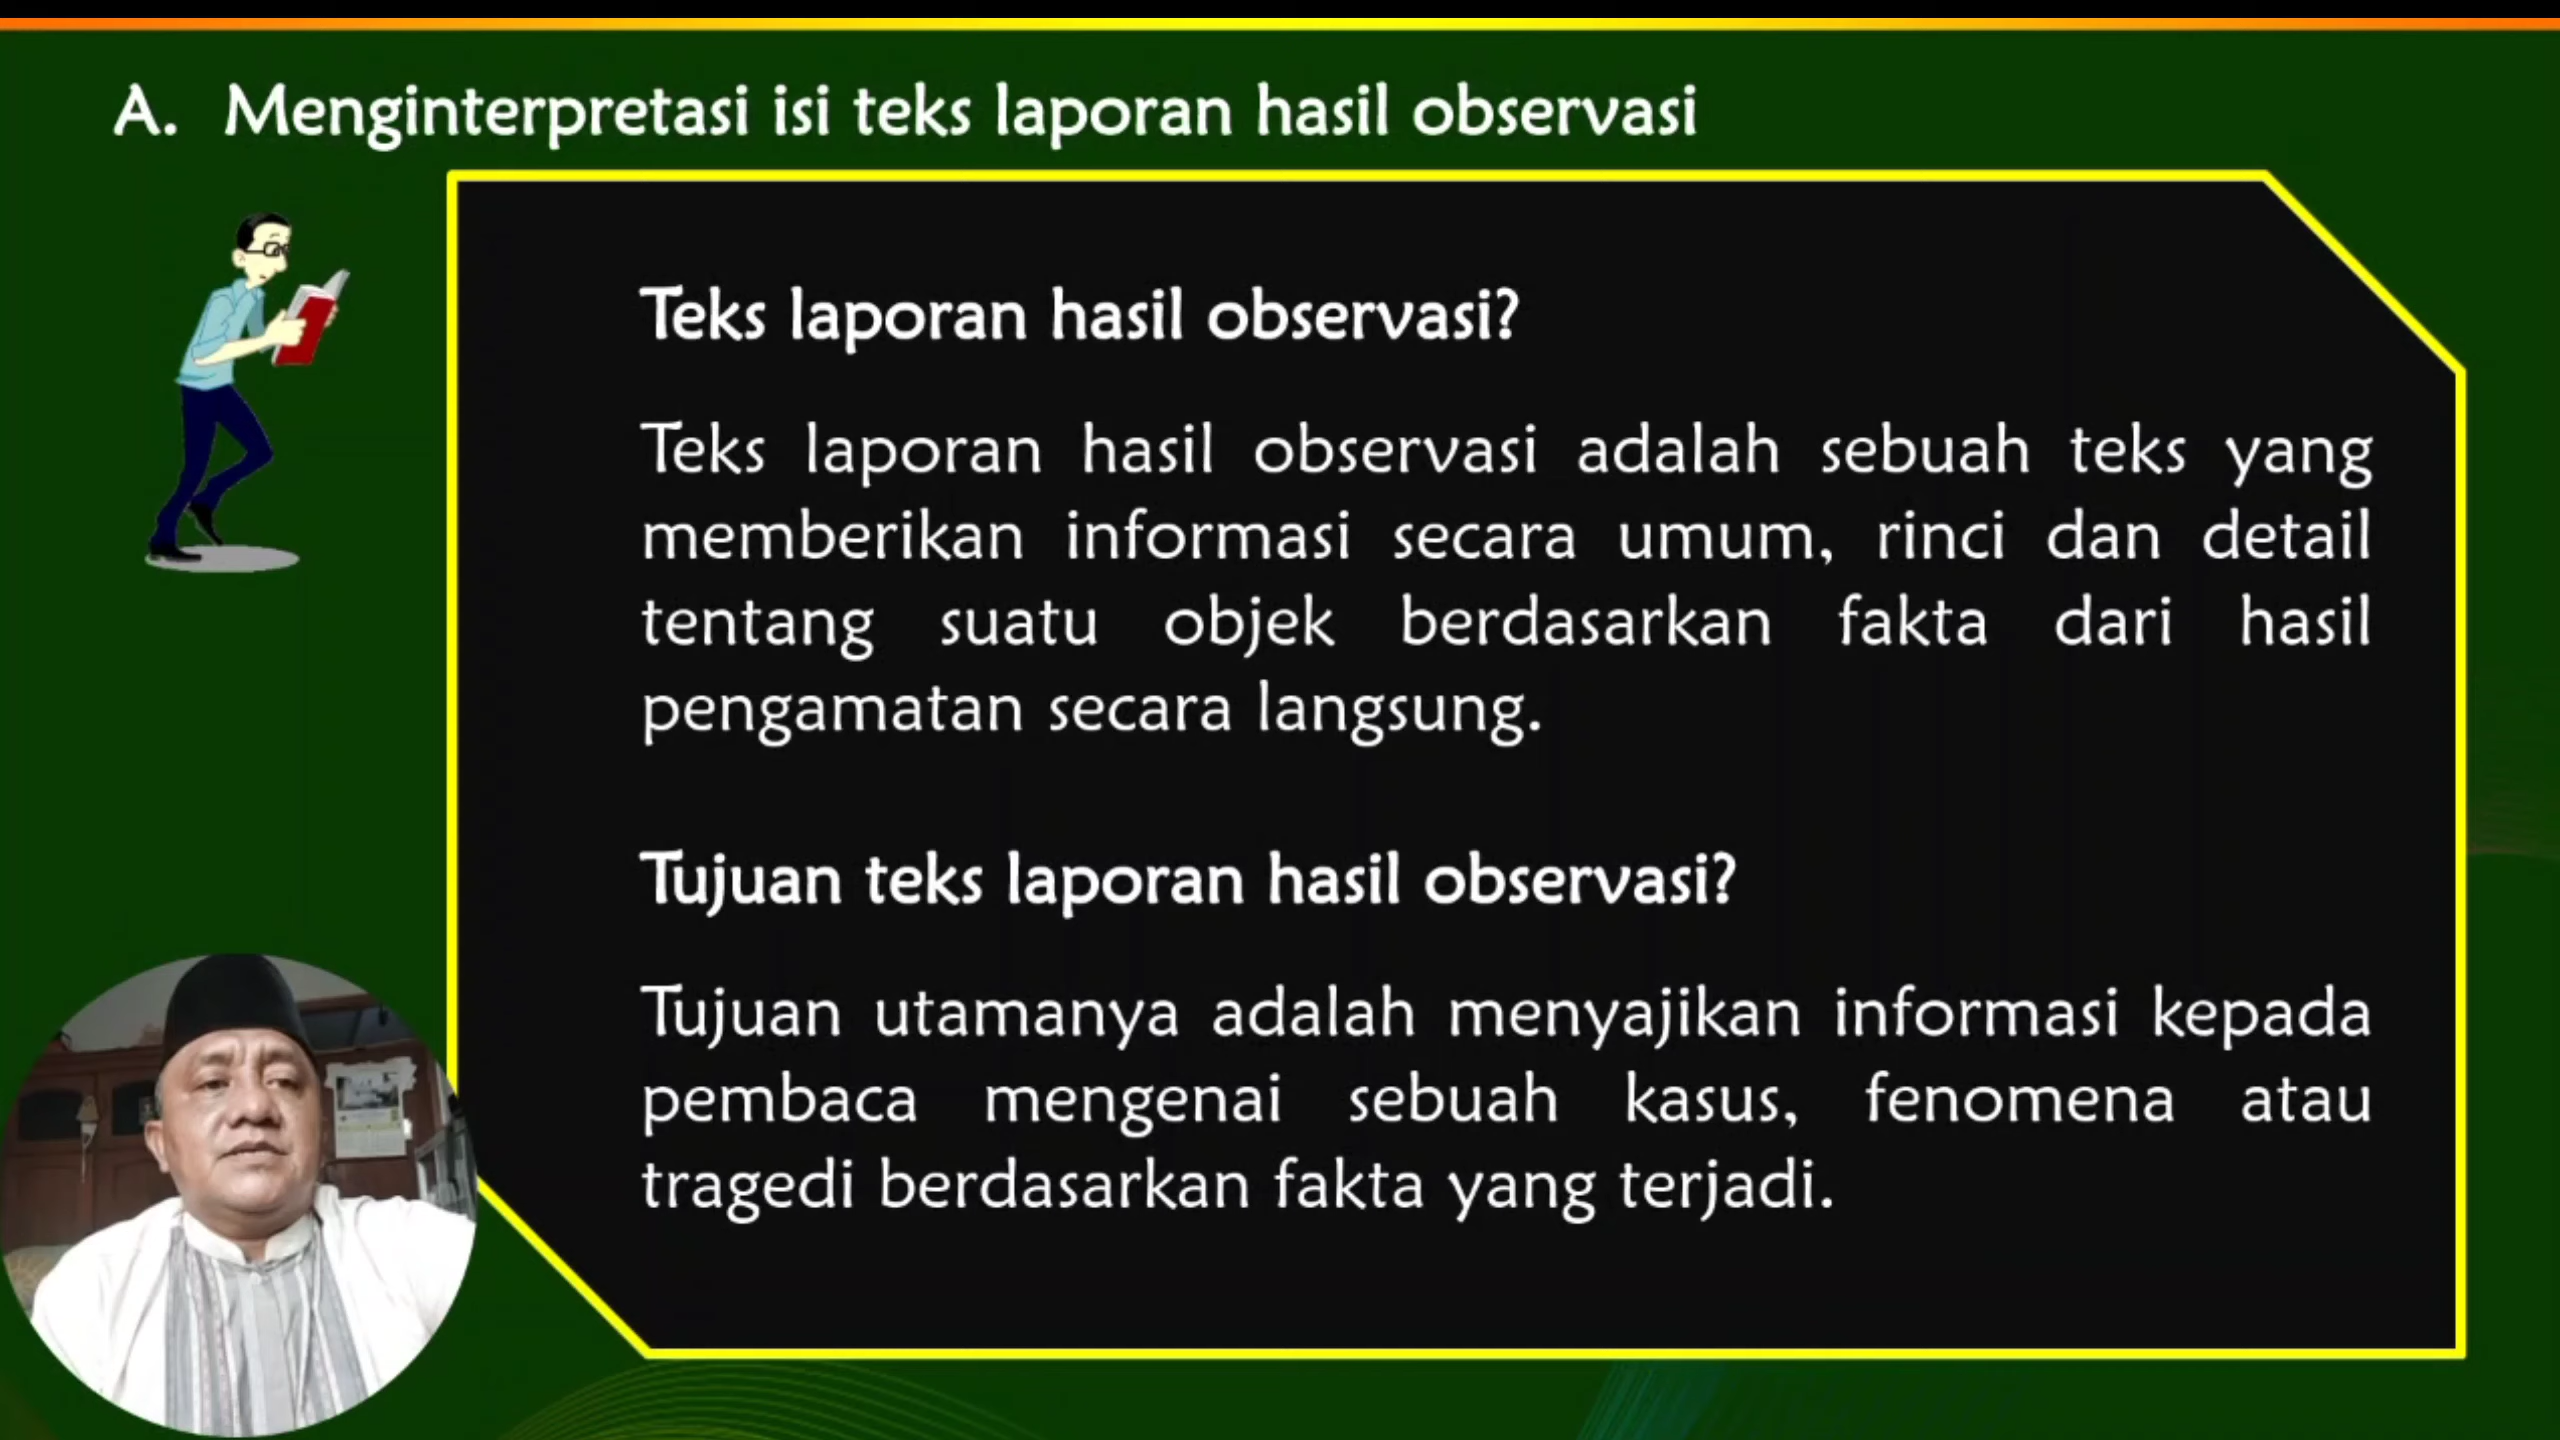 A. Menginterpretasi isi teks laporan hasil observasi
Teks laporan hasil observasi?
Teks laporan hasil observasi adalah sebuah teks yang
memberikan informasi secara umum, rinci dan detail
tentang suatu objek berdasarkan fakta dari hasil
pengamatan secara langsung.
Tujuan teks laporan hasil observasi?
Tujuan utamanya adalah menyajikan informasi kepada
pembaca mengenai sebuah kasus, fenomena atau
tragedi berdasarkan fakta yang terjadi.